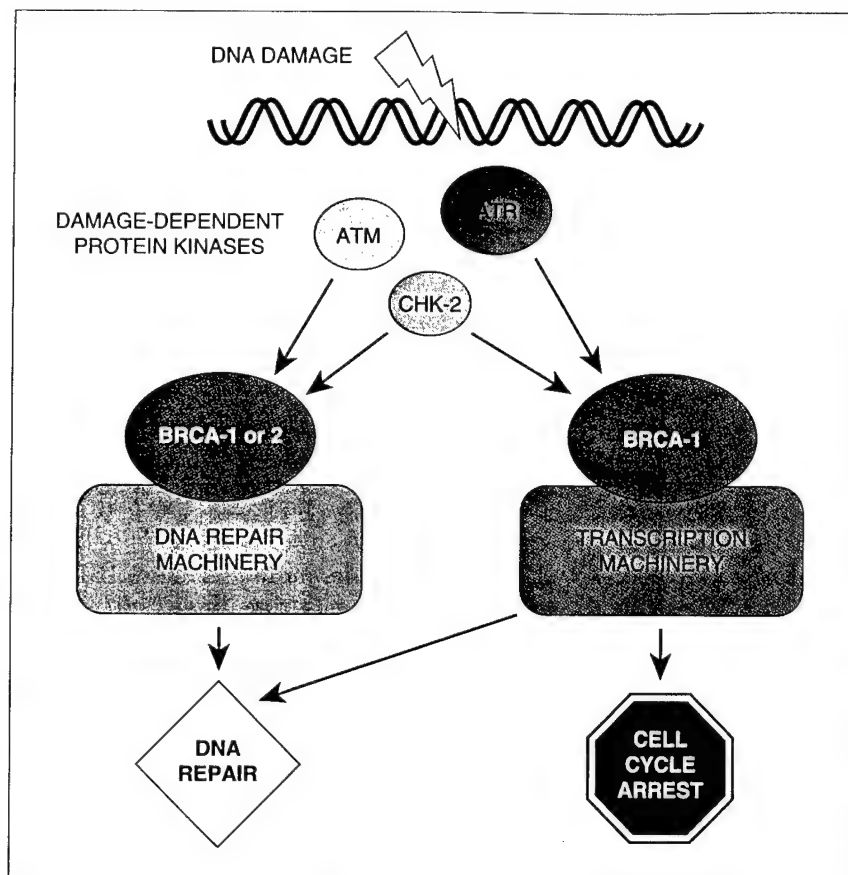 DNA DAMAGE
DAMAGE-DEPENDENT
PROTEIN KINASES
ATM
ATR
CHK-2
BRCA-1 or 2
BRCA-1
DNA REPAIR
MACHINERY
TRANSCRIPTION
MACHINERY
DNA
REPAIR
CELL
CYCLE
ARREST